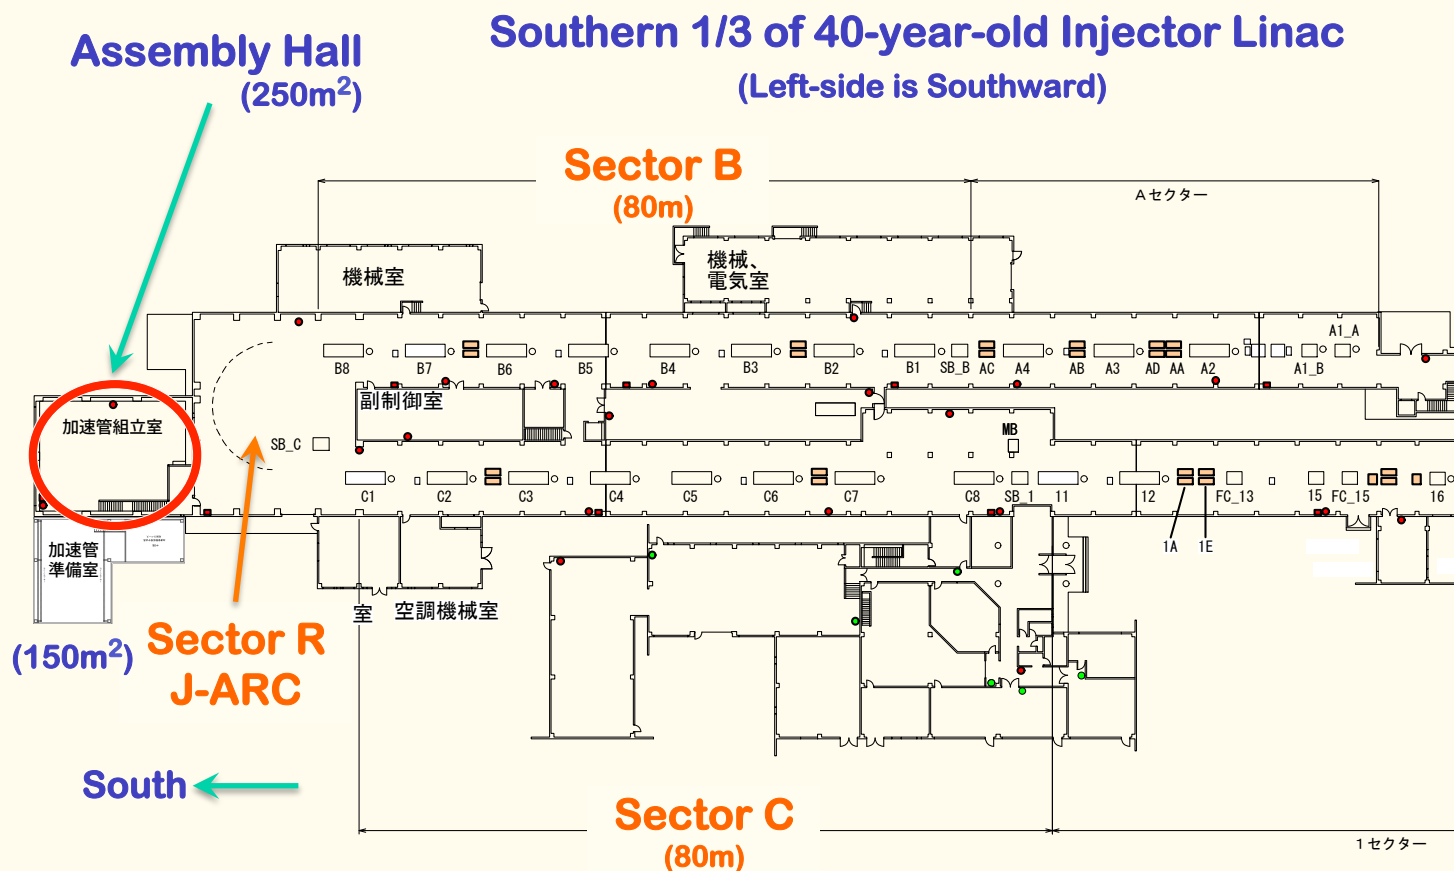 Southern 1/3 of 40-year-old Injector Linac
(Left-side is Southward)
Assembly Hall
(250m²)
Sector B
(80m)
Aセクター
機械室
機械、
電気室
A1_A
B8
B7
B6
B5
B4
B3
B2
B1
SB_B
AC
A4
AB
A3
AD
AA
A2
A1_B
副制御室
加速管組立室
SB_C
MB
C1
C2
C3
C4
C5
C6
C7
C8
SB_1
11
12
FC_13
15
FC_15
16
1A
1E
加速管
準備室
室
空調機械室
(150m²)
Sector R
J-ARC
South
Sector C
(80m)
1セクター